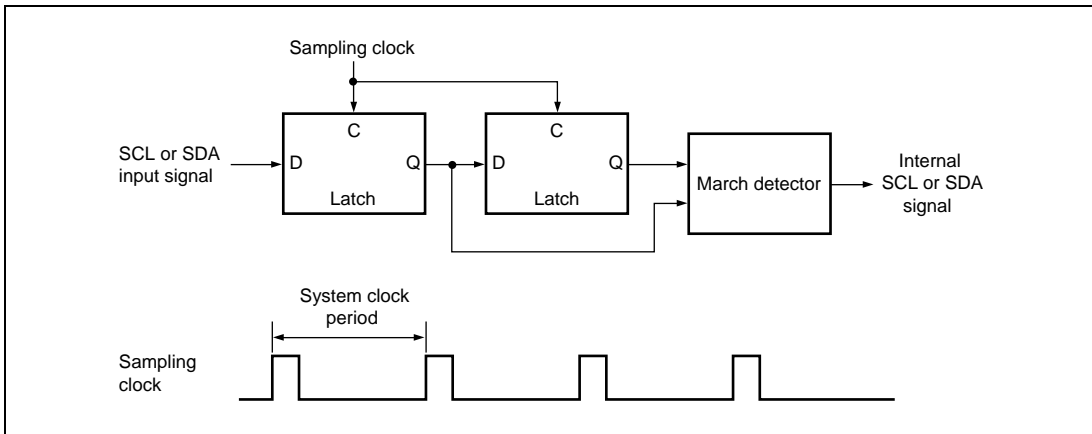 Sampling clock
SCL or SDA
input signal
C
D
Q
Latch
C
D
Q
Latch
March detector
Internal
SCL or SDA
signal
System clock
period
Sampling
clock